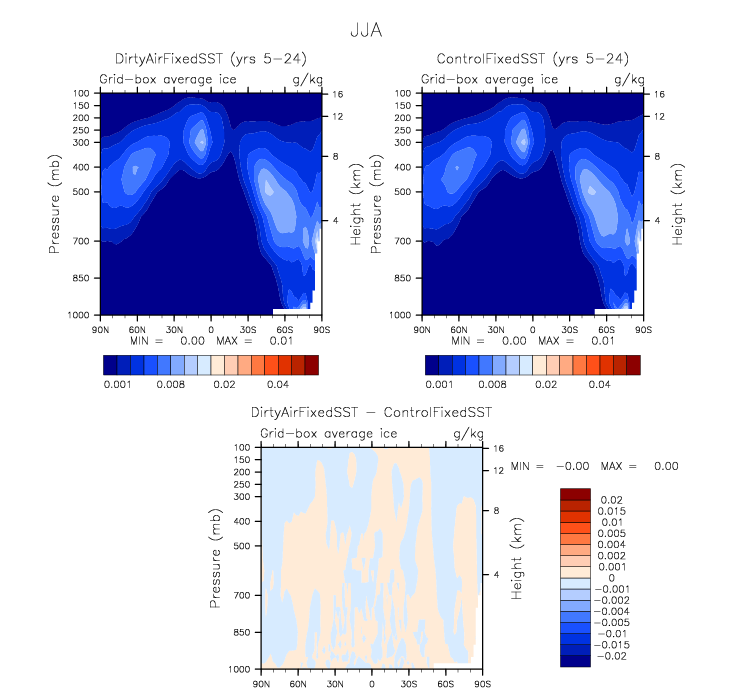 JJA
DirtyAirFixedSST (yrs 5-24)
Grid-box average ice g/kg
100
150
200
250
300
400
500
700
850
1000
Pressure (mb)
16
12
8
4
Height (km)
90N 60N 30N 0 30S 60S 90S
MIN = 0.00 MAX = 0.01
0.001 0.008 0.02 0.04
ControlFixedSST (yrs 5-24)
Grid-box average ice g/kg
100
150
200
250
300
400
500
700
850
1000
Pressure (mb)
16
12
8
4
Height (km)
90N 60N 30N 0 30S 60S 90S
MIN = 0.00 MAX = 0.01
0.001 0.008 0.02 0.04
DirtyAirFixedSST - ControlFixedSST
Grid-box average ice g/kg
100
150
200
250
300
400
500
700
850
1000
Pressure (mb)
16
12
8
4
Height (km)
90N 60N 30N 0 30S 60S 90S
MIN = -0.00 MAX = 0.00
0.02
0.015
0.01
0.005
0.004
0.002
0.001
0
-0.001
-0.002
-0.004
-0.005
-0.01
-0.015
-0.02